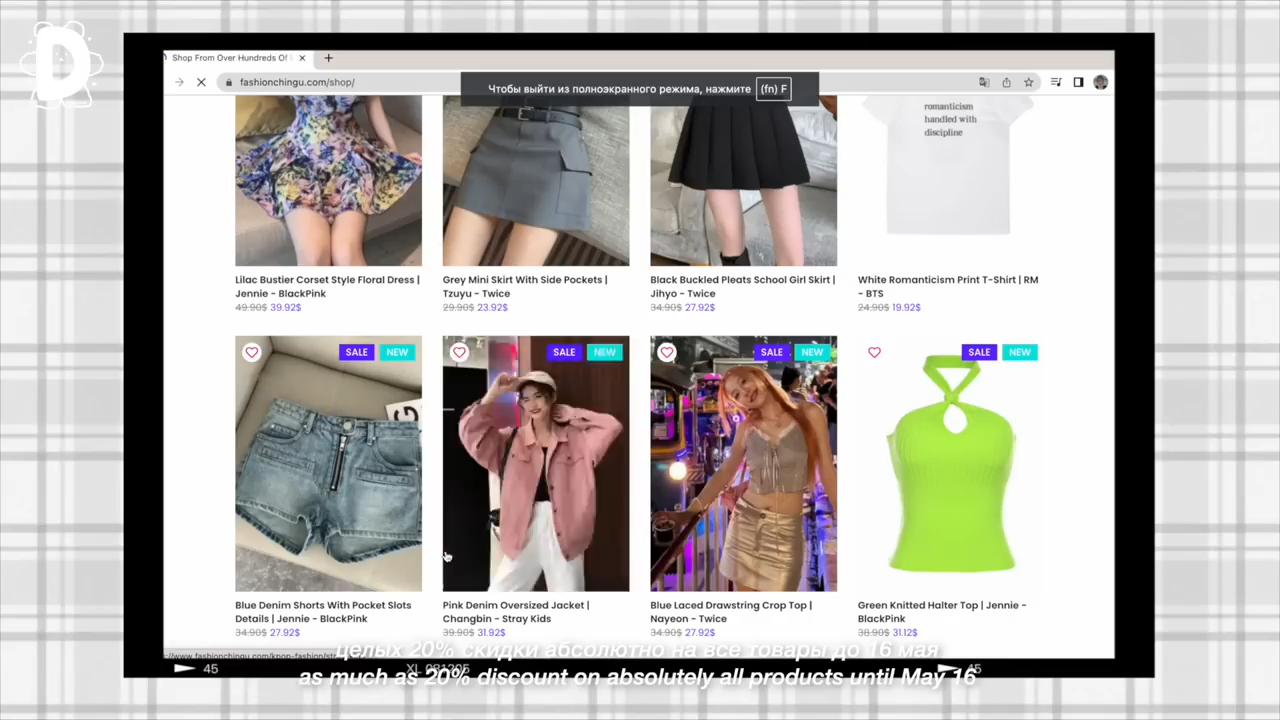 D
Shop From Over Hundreds Of
fashionchingu.com/shop/
Чтобы выйти из полноэкранного режима, нажмите (fn) F
romanticism
handled with
discipline
Lilac Bustier Corset Style Floral Dress |
Jennie - BlackPink
49.90$ 39.92$
Grey Mini Skirt With Side Pockets |
Tzuyu - Twice
29.90$ 23.92$
Black Buckled Pleats School Girl Skirt |
Jihyo - Twice
34.90$ 27.92$
White Romanticism Print T-Shirt | RM
- BTS
24.90$ 19.92$
SALE NEW
SALE NEW
SALE NEW
SALE NEW
Blue Denim Shorts With Pocket Slots
Details | Jennie - BlackPink
34.90$ 27.92$
Pink Denim Oversized Jacket |
Changbin - Stray Kids
39.90$ 31.92$
Blue Laced Drawstring Crop Top |
Nayeon - Twice
34.90$ 27.92$
Green Knitted Halter Top | Jennie -
BlackPink
38.90$ 31.12$
целых 20% скидки абсолютно на все товары до 16 мая
45
45
as much as 20% discount on absolutely all products until May 16